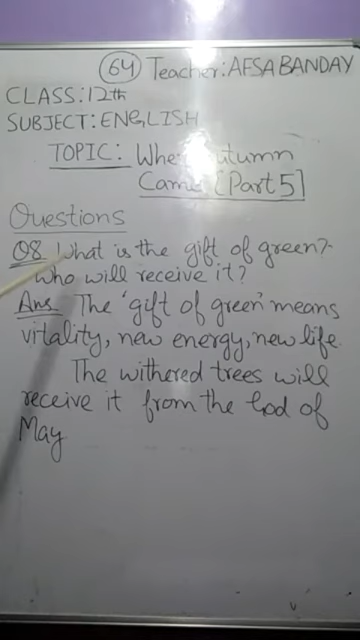 64 Teacher: AFSA BANDAY
CLASS: 12th
SUBJECT: ENGLISH
TOPIC: When Autumn
Came [Part 5]
Questions
Q8 What is the gift of green?
Who will receive it?
Ans. The 'gift of green' means
vitality, new energy, new life.
The withered trees will
receive it from the God of
May